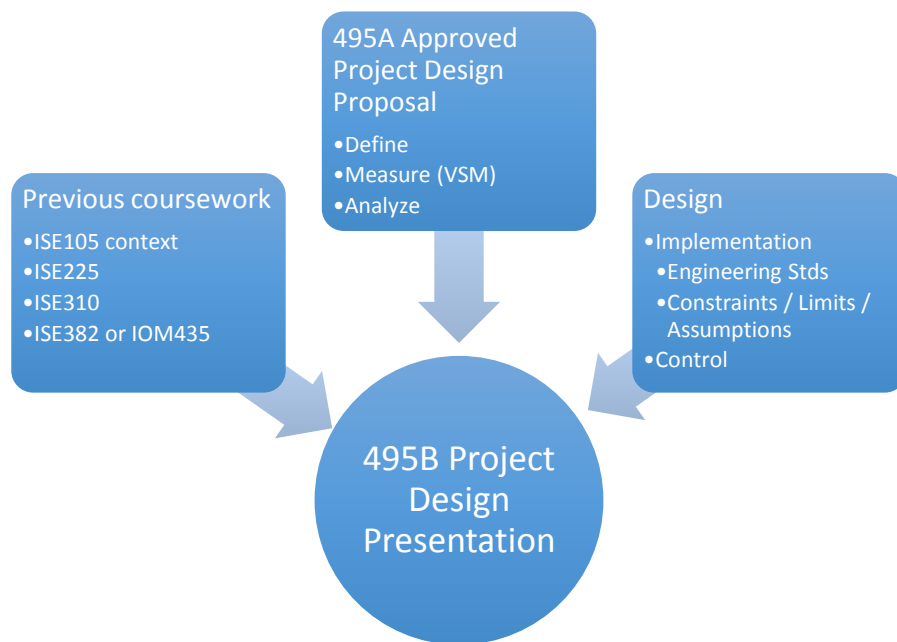 495A Approved
Project Design
Proposal
•Define
•Measure (VSM)
•Analyze
Previous coursework
•ISE105 context
•ISE225
•ISE310
•ISE382 or IOM435
Design
•Implementation
•Engineering Stds
•Constraints / Limits /
Assumptions
•Control
495B Project
Design
Presentation